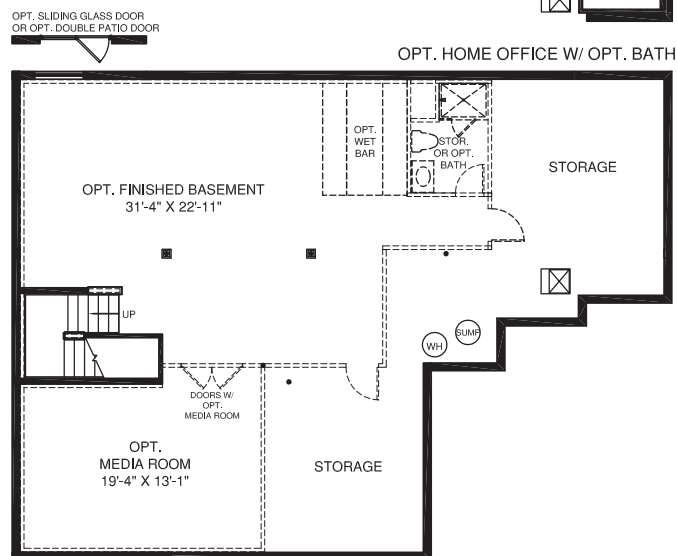 OPT. SLIDING GLASS DOOR
OR OPT. DOUBLE PATIO DOOR
OPT. HOME OFFICE W/ OPT. BATH
OPT.
WET
BAR
STOR.
OR OPT.
BATH
STORAGE
OPT. FINISHED BASEMENT
31'-4" X 22'-11"
UP
WH
SUMP
DOORS W/
OPT.
MEDIA ROOM
OPT.
MEDIA ROOM
19'-4" X 13'-1"
STORAGE